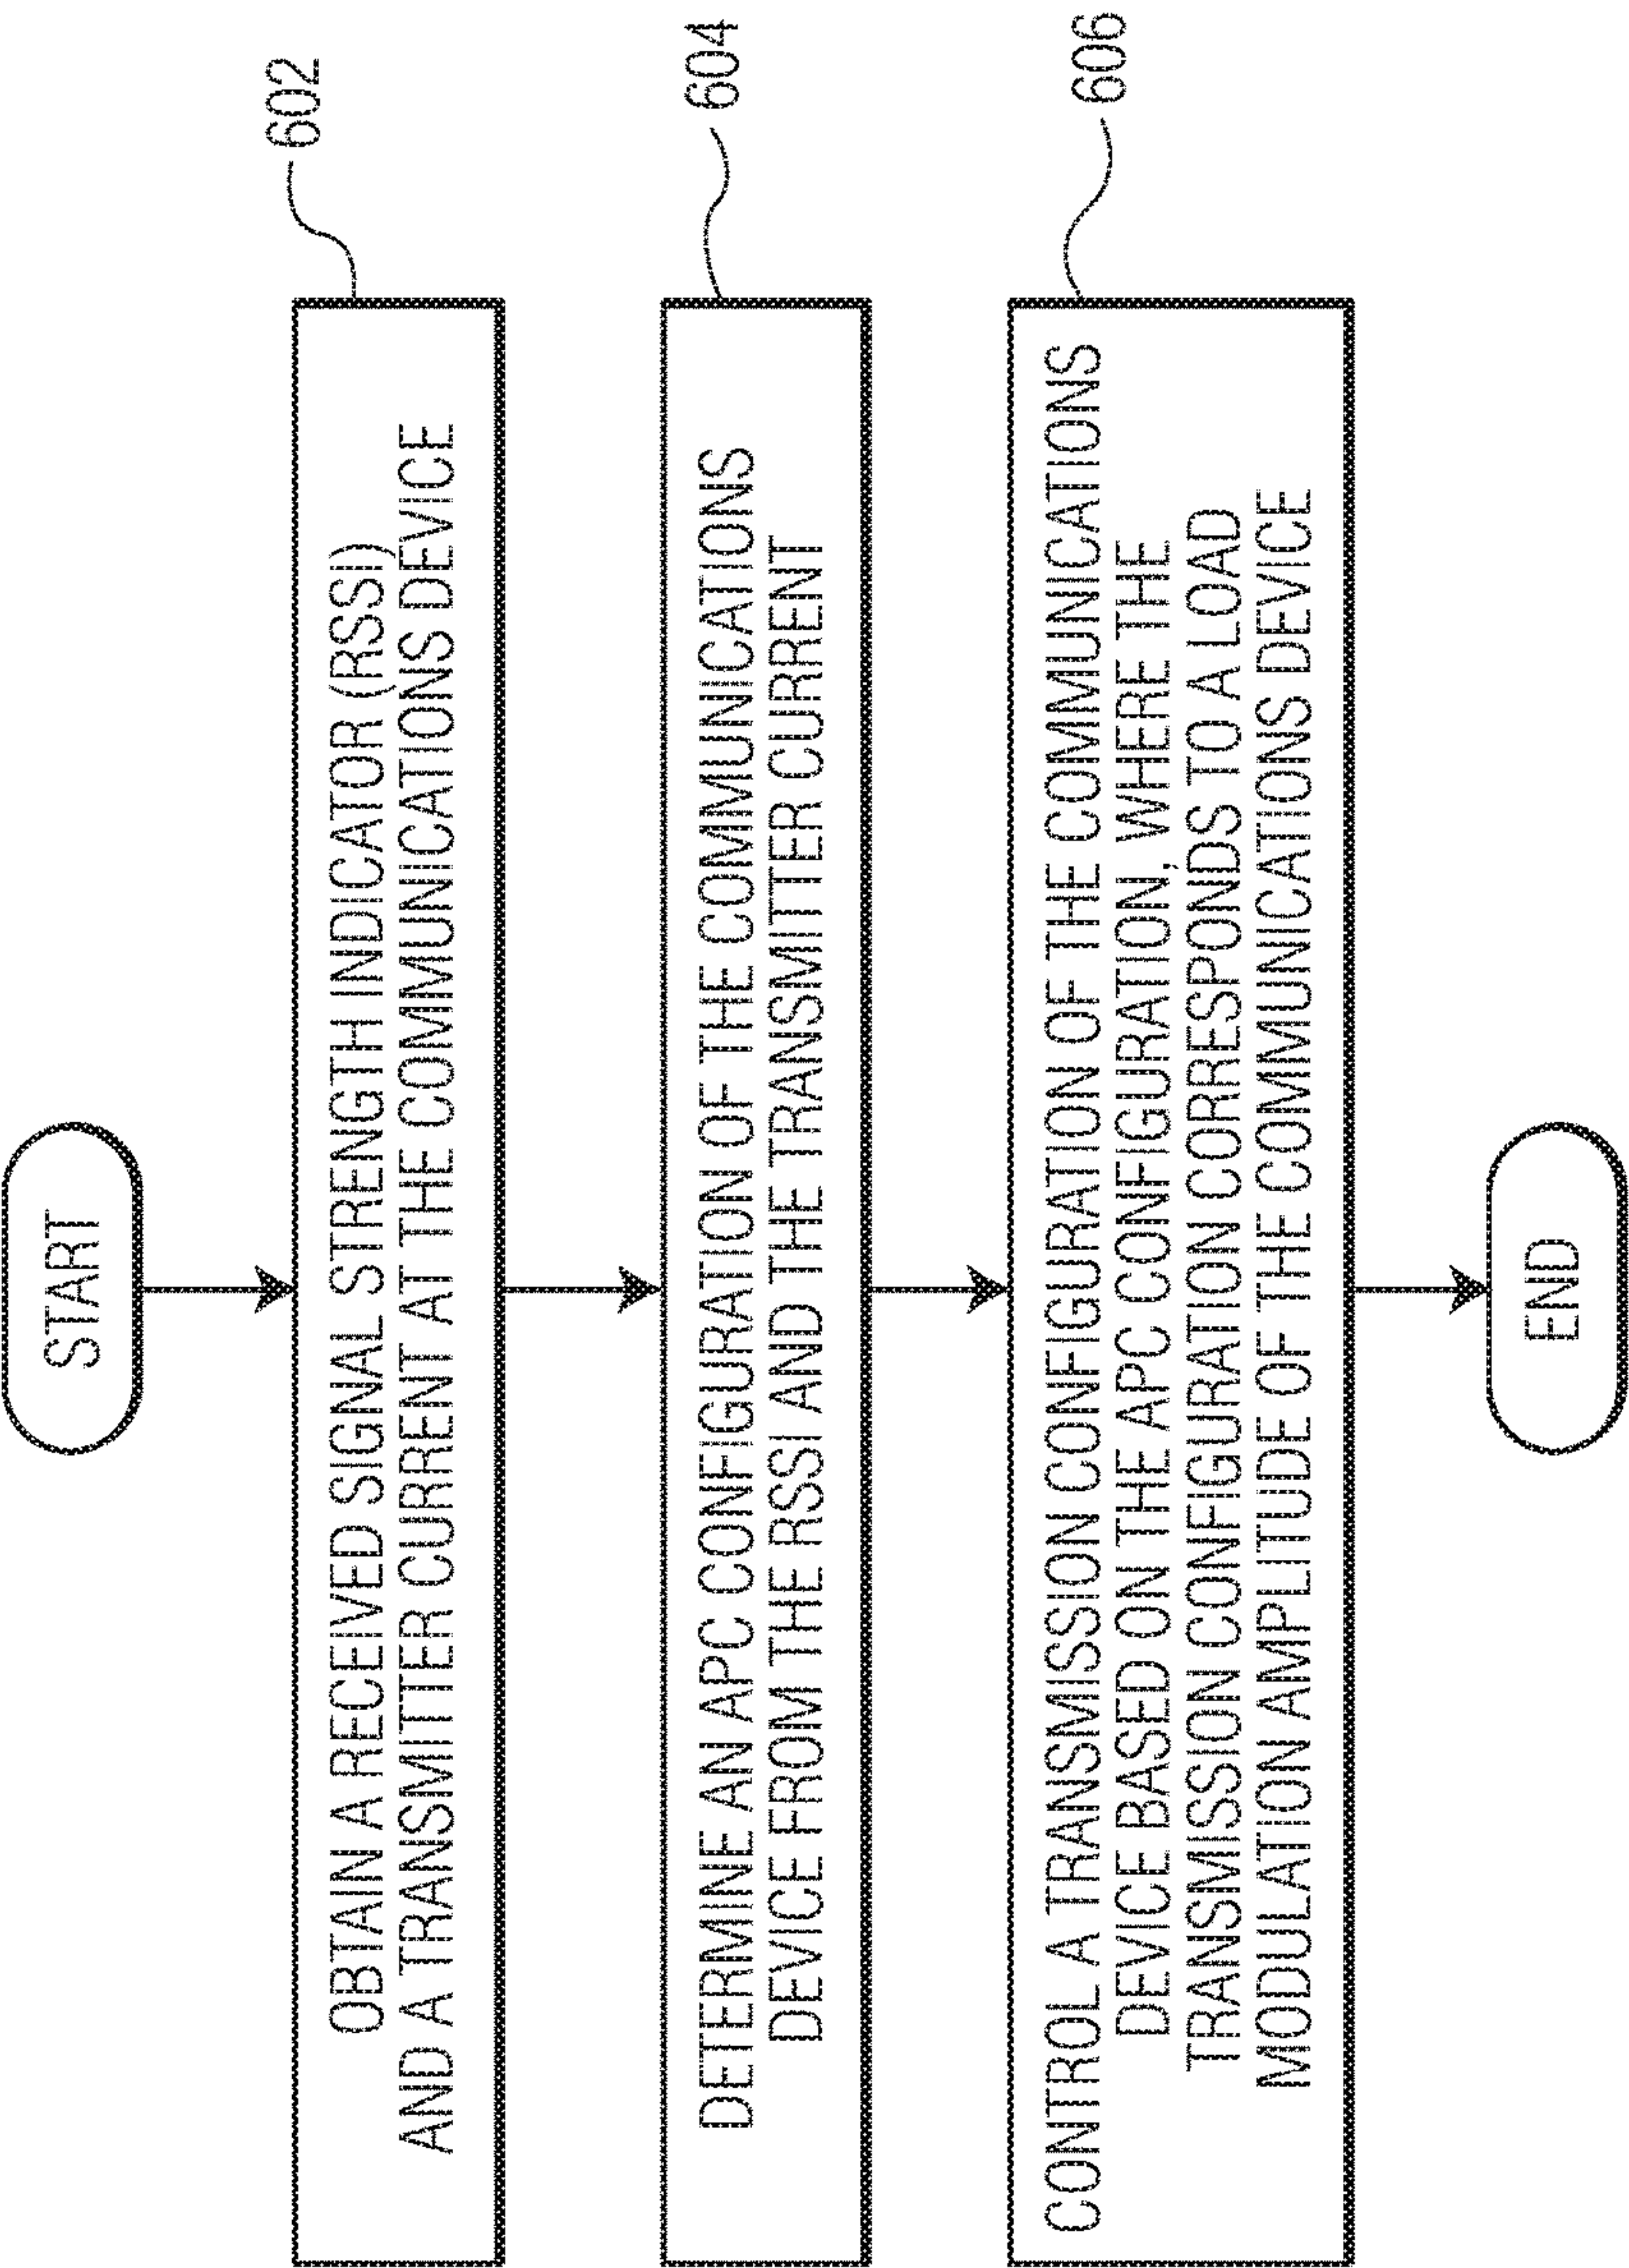 START
602
OBTAIN A RECEIVED SIGNAL STRENGTH INDICATOR (RSSI)
AND A TRANSMITTER CURRENT AT THE COMMUNICATIONS DEVICE
604
DETERMINE AN APC CONFIGURATION OF THE COMMUNICATIONS
DEVICE FROM THE RSSI AND THE TRANSMITTER CURRENT
606
CONTROL A TRANSMISSION CONFIGURATION OF THE COMMUNICATIONS
DEVICE BASED ON THE APC CONFIGURATION, WHERE THE
TRANSMISSION CONFIGURATION CORRESPONDS TO A LOAD
MODULATION AMPLITUDE OF THE COMMUNICATIONS DEVICE
END